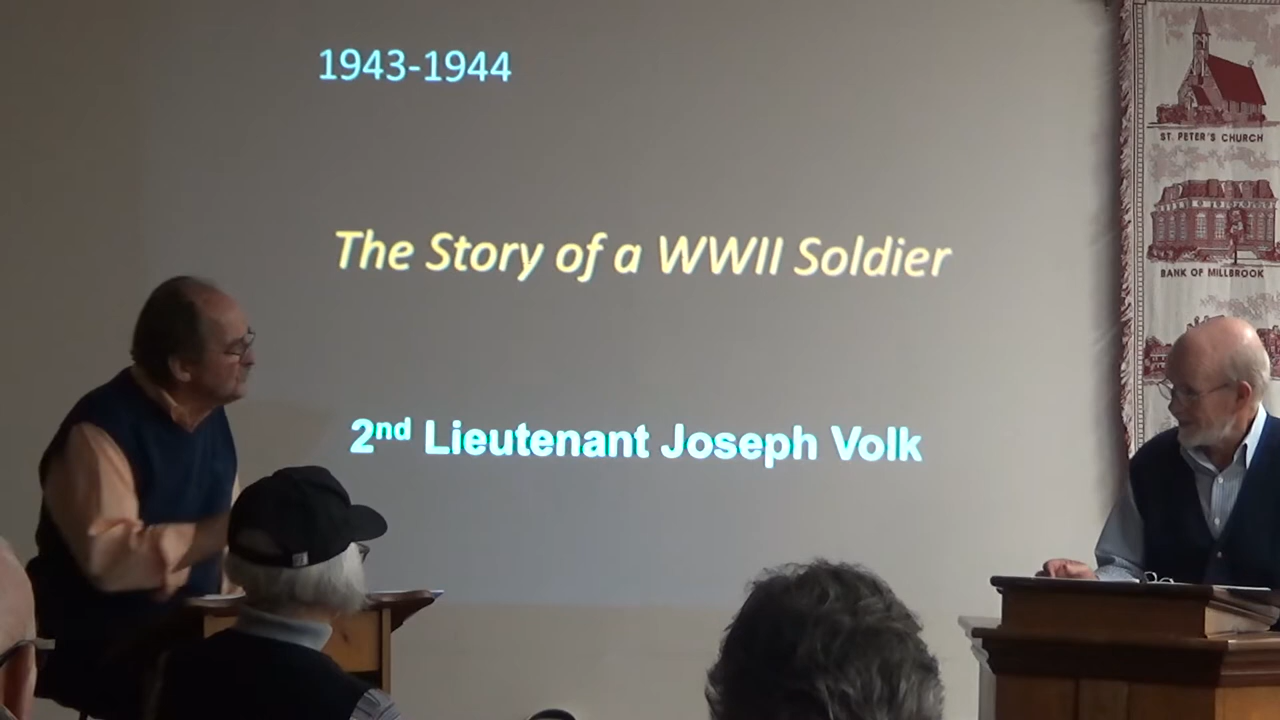 1943-1944
The Story of a WWII Soldier
2nd Lieutenant Joseph Volk
ST. PETER'S CHURCH
BANK OF MILLBROOK